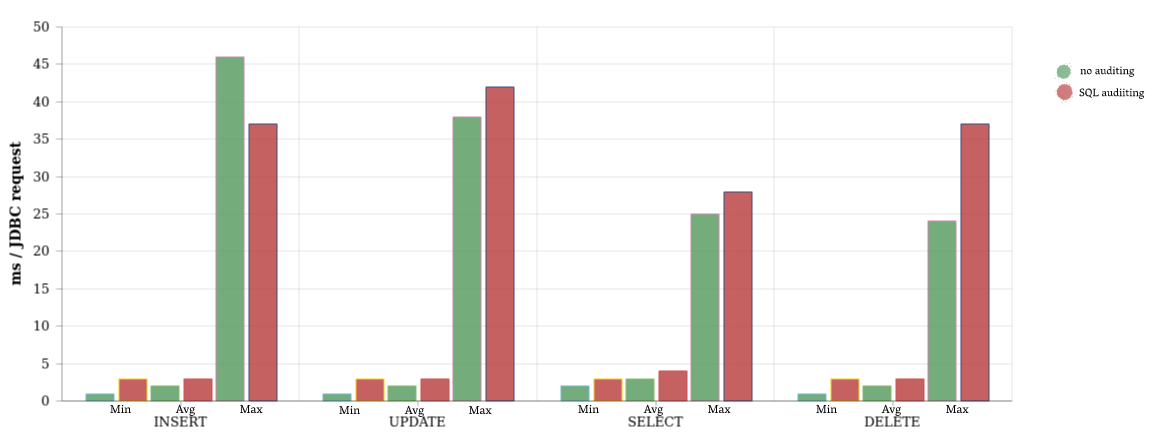 50
45
40
35
30
25
20
15
10
5
0
ms / JDBC request
no auditing
SQL audiiting
Min Avg Max Min Avg Max Min Avg Max Min Avg Max
INSERT UPDATE SELECT DELETE